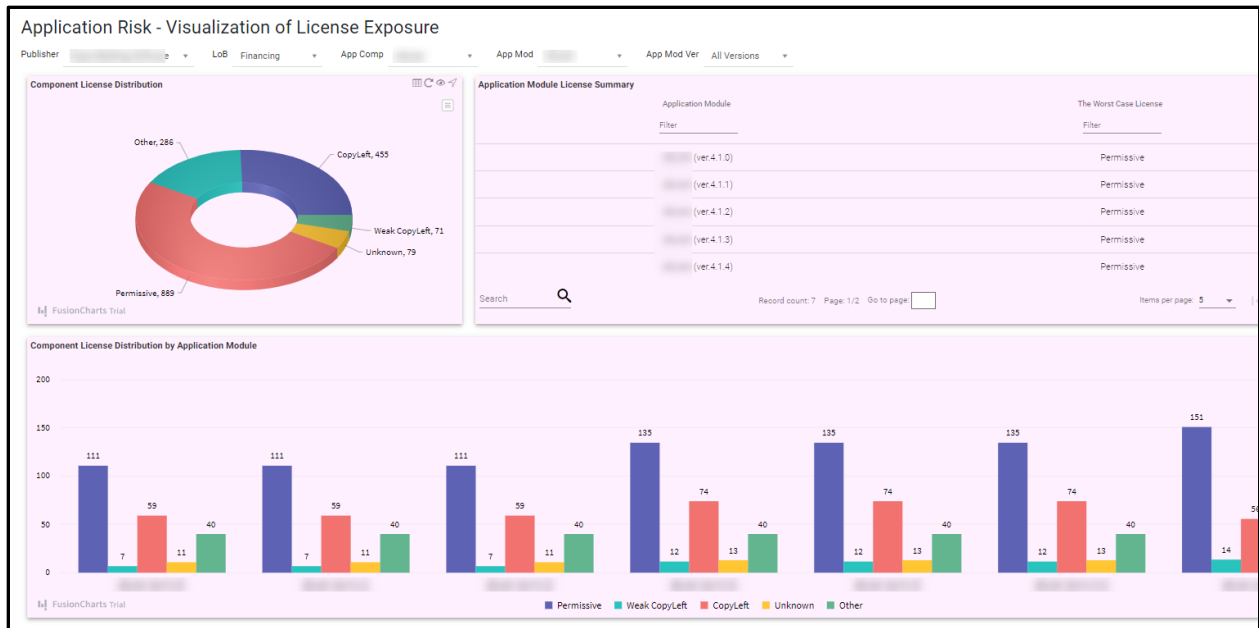 Application Risk - Visualization of License Exposure
Publisher LoB Financing App Comp App Mod App Mod Ver All Versions
Component License Distribution
Other, 286
CopyLeft, 455
Weak CopyLeft, 71
Unknown, 79
Permissive, 889
FusionCharts Trial
Application Module License Summary
Application Module The Worst Case License
Filter Filter
(ver.4.1.0) Permissive
(ver.4.1.1) Permissive
(ver.4.1.2) Permissive
(ver.4.1.3) Permissive
(ver.4.1.4) Permissive
Search Record count: 7 Page: 1/2 Go to page: Items per page: 5
Component License Distribution by Application Module
200
150
100
50
0
111 7 59 11 40
111 7 59 11 40
111 7 59 11 40
135 12 74 13 40
135 12 74 13 40
135 12 74 13 40
151 14 56
FusionCharts Trial
Permissive Weak CopyLeft CopyLeft Unknown Other